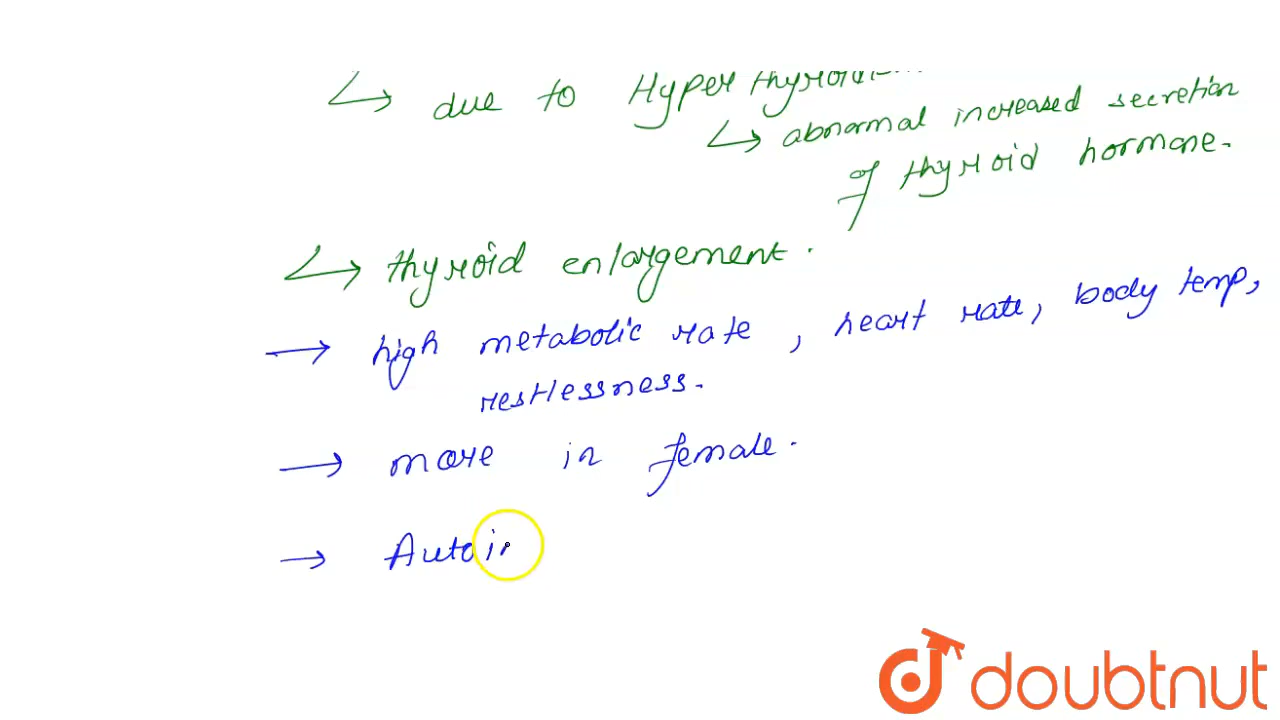 ↳ due to Hyperthyroidism
↳ abnormal increased secretion
of thyroid hormone.
↳ thyroid enlargement.
→ high metabolic rate, heart rate, body temp,
restlessness.
→ more in female.
→ Autoi
doubtnut